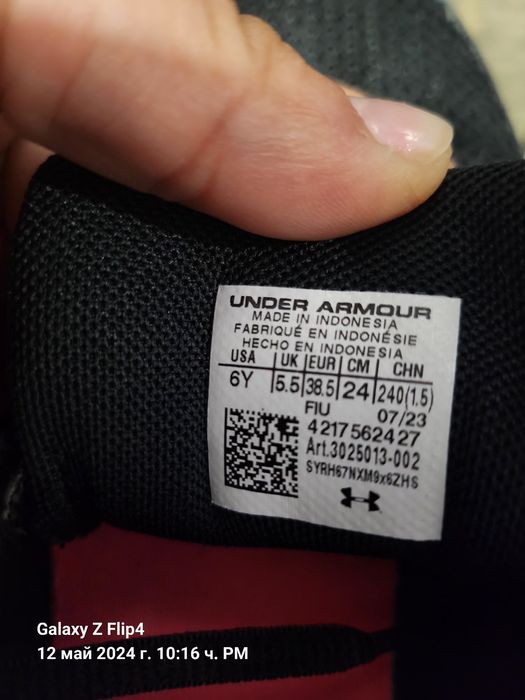 UNDER ARMOUR
MADE IN INDONESIA
FABRIQUÉ EN INDONÉSIE
HECHO EN INDONESIA
USA UK EUR CM CHN
6Y 5.5 38.5 24 240(1.5)
FIU 07/23
4217562427
Art.3025013-002
SYRH67NXM9x6ZHS
Galaxy Z Flip4
12 май 2024 г. 10:16 ч. PM